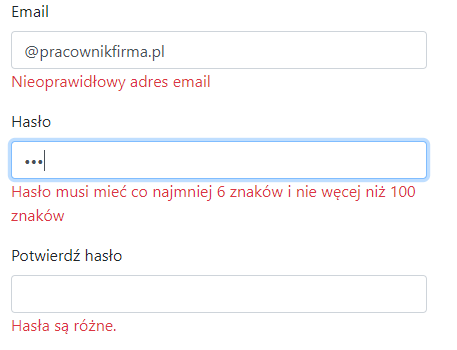 Email
@pracownikfirma.pl
Nieoprawidłowy adres email
Hasło
•••
Hasło musi mieć co najmniej 6 znaków i nie węcej niż 100
znaków
Potwierdź hasło
Hasła są różne.